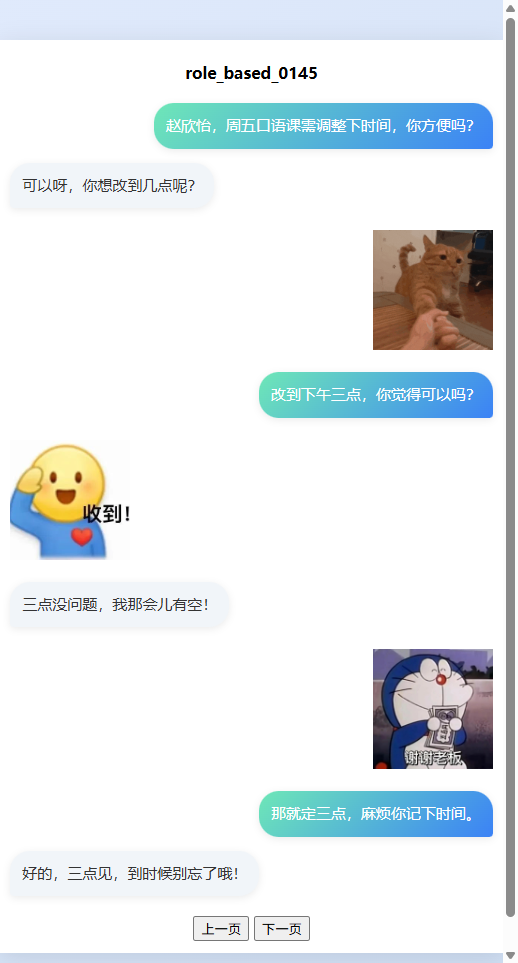 role_based_0145
赵欣怡，周五口语课需调整下时间，你方便吗？
可以呀，你想改到几点呢？
改到下午三点，你觉得可以吗？
收到！
三点没问题，我那会儿有空！
谢谢老板
那就定三点，麻烦你记下时间。
好的，三点见，到时候别忘了哦！
上一页 下一页